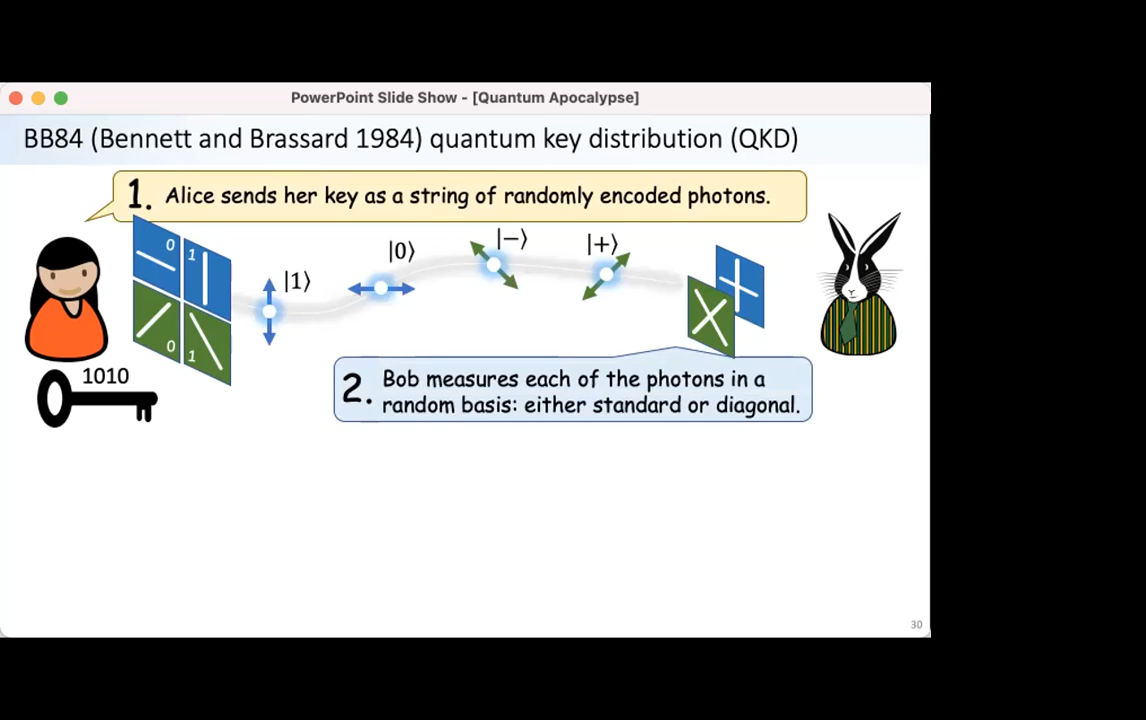 PowerPoint Slide Show - [Quantum Apocalypse]
BB84 (Bennett and Brassard 1984) quantum key distribution (QKD)
1. Alice sends her key as a string of randomly encoded photons.
0 1
0 1
|1⟩
|0⟩
|−⟩
|+⟩
1010
2. Bob measures each of the photons in a
random basis: either standard or diagonal.
30